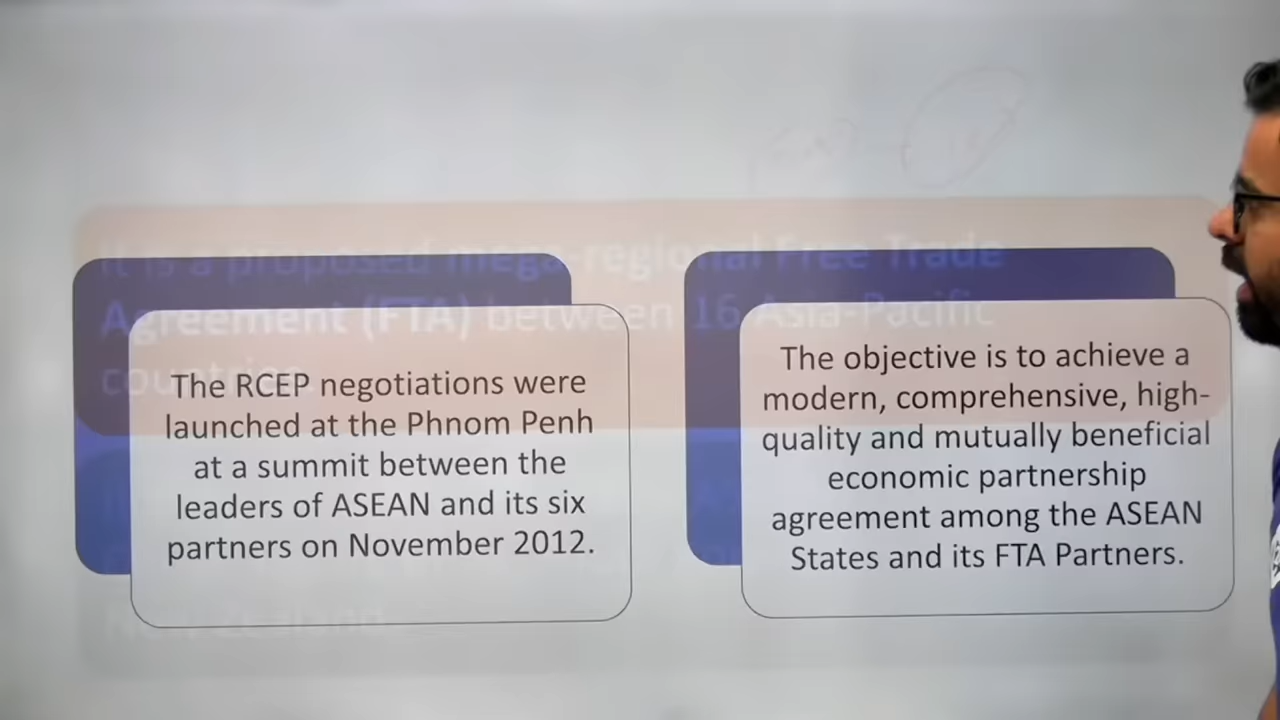 It is a proposed mega-regional Free Trade
Agreement (FTA) between 16 Asia-Pacific
countries.
The RCEP negotiations were
launched at the Phnom Penh
at a summit between the
leaders of ASEAN and its six
partners on November 2012.
The objective is to achieve a
modern, comprehensive, high-
quality and mutually beneficial
economic partnership
agreement among the ASEAN
States and its FTA Partners.